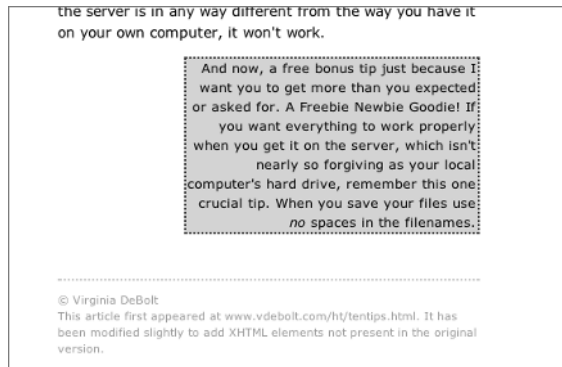 the server is in any way different from the way you have it
on your own computer, it won't work.
And now, a free bonus tip just because I
want you to get more than you expected
or asked for. A Freebie Newbie Goodie! If
you want everything to work properly
when you get it on the server, which isn't
nearly so forgiving as your local
computer's hard drive, remember this one
crucial tip. When you save your files use
no spaces in the filenames.
© Virginia DeBolt
This article first appeared at www.vdebolt.com/ht/tentips.html. It has
been modified slightly to add XHTML elements not present in the original
version.